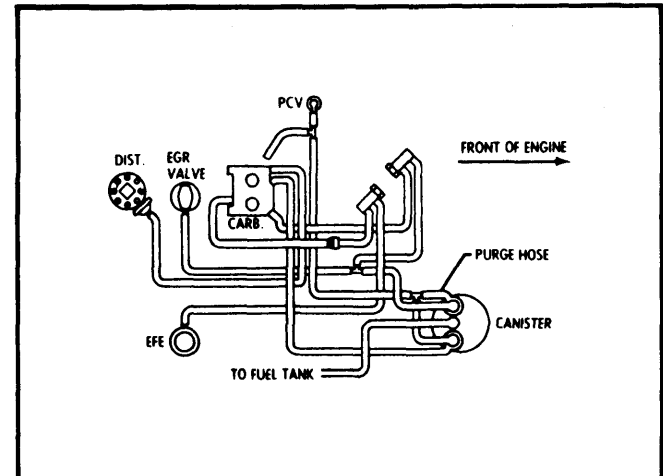 PCV
FRONT OF ENGINE
DIST.
EGR
VALVE
CARB.
PURGE HOSE
CANISTER
EFE
TO FUEL TANK